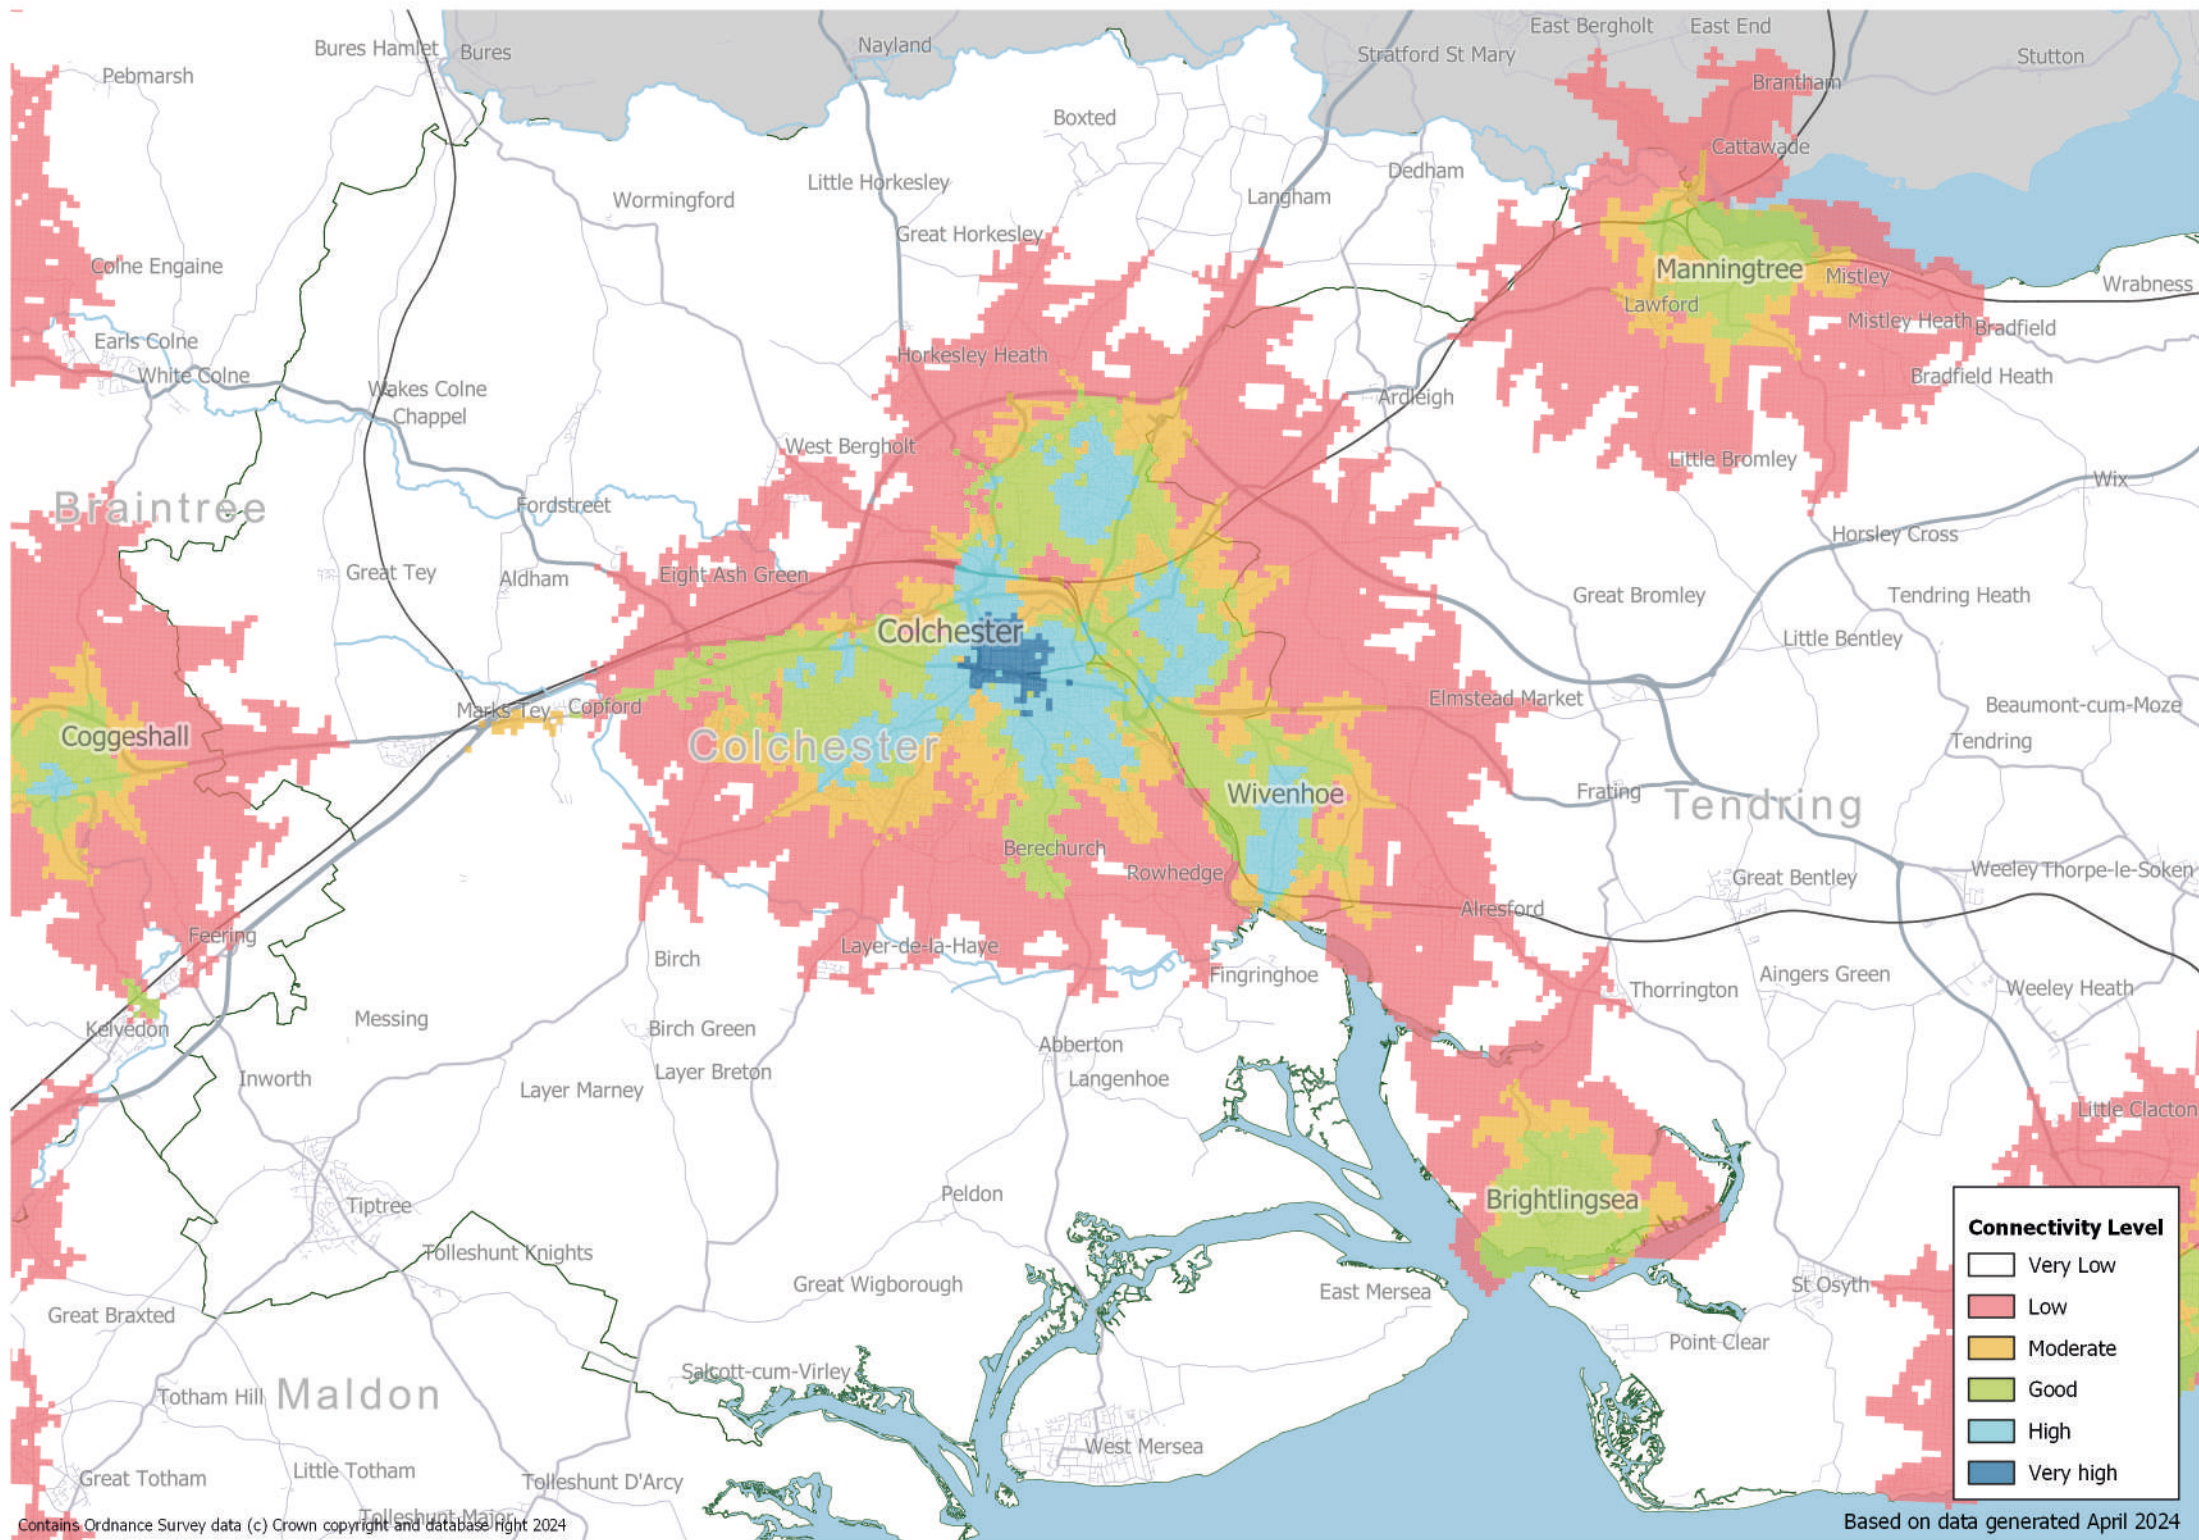 East Bergholt
East End
Bures Hamlet
Bures
Nayland
Stratford St Mary
Stutton
Pebmarsh
Brantham
Boxted
Cattawade
Dedham
Little Horkesley
Wormingford
Langham
Great Horkesley
Colne Engaine
Manningtree
Mistley
Wrabness
Lawford
Mistley Heath
Bradfield
Earls Colne
Horkesley Heath
White Colne
Bradfield Heath
Wakes Colne
Chappel
Ardleigh
West Bergholt
Little Bromley
Wix
Braintree
Fordstreet
Horsley Cross
Great Tey
Aldham
Eight Ash Green
Great Bromley
Tendring Heath
Colchester
Little Bentley
Elmstead Market
Marks Tey
Copford
Beaumont-cum-Moze
Coggeshall
Colchester
Tendring
Wivenhoe
Frating
Tendring
Berechurch
Rowhedge
Great Bentley
Weeley
Thorpe-le-Soken
Alresford
Feering
Layer-de-la-Haye
Birch
Fingringhoe
Aingers Green
Thorrington
Weeley Heath
Messing
Kelvedon
Birch Green
Abberton
Inworth
Layer Breton
Langenhoe
Layer Marney
Little Clacton
Peldon
Tiptree
Brightlingsea
Tolleshunt Knights
Great Wigborough
East Mersea
St Osyth
Great Braxted
Point Clear
Salcott-cum-Virley
Totham Hill
Maldon
West Mersea
Great Totham
Little Totham
Tolleshunt D'Arcy
Tolleshunt Major
Connectivity Level
Very Low
Low
Moderate
Good
High
Very high
Contains Ordnance Survey data (c) Crown copyright and database right 2024
Based on data generated April 2024